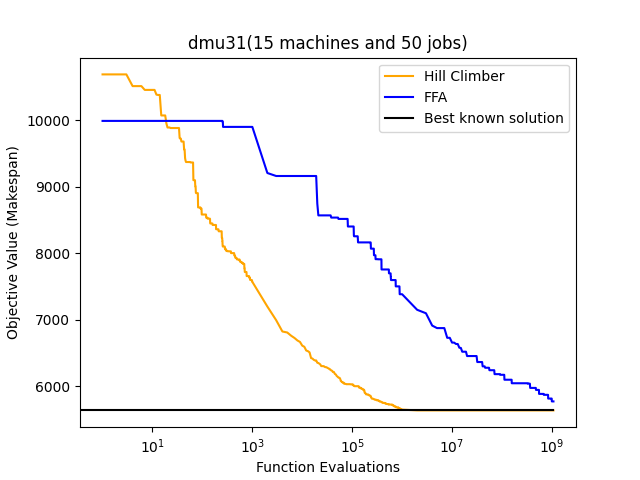 dmu31(15 machines and 50 jobs)
Hill Climber
FFA
Best known solution
Objective Value (Makespan)
10000
9000
8000
7000
6000
10¹ 10³ 10⁵ 10⁷ 10⁹
Function Evaluations